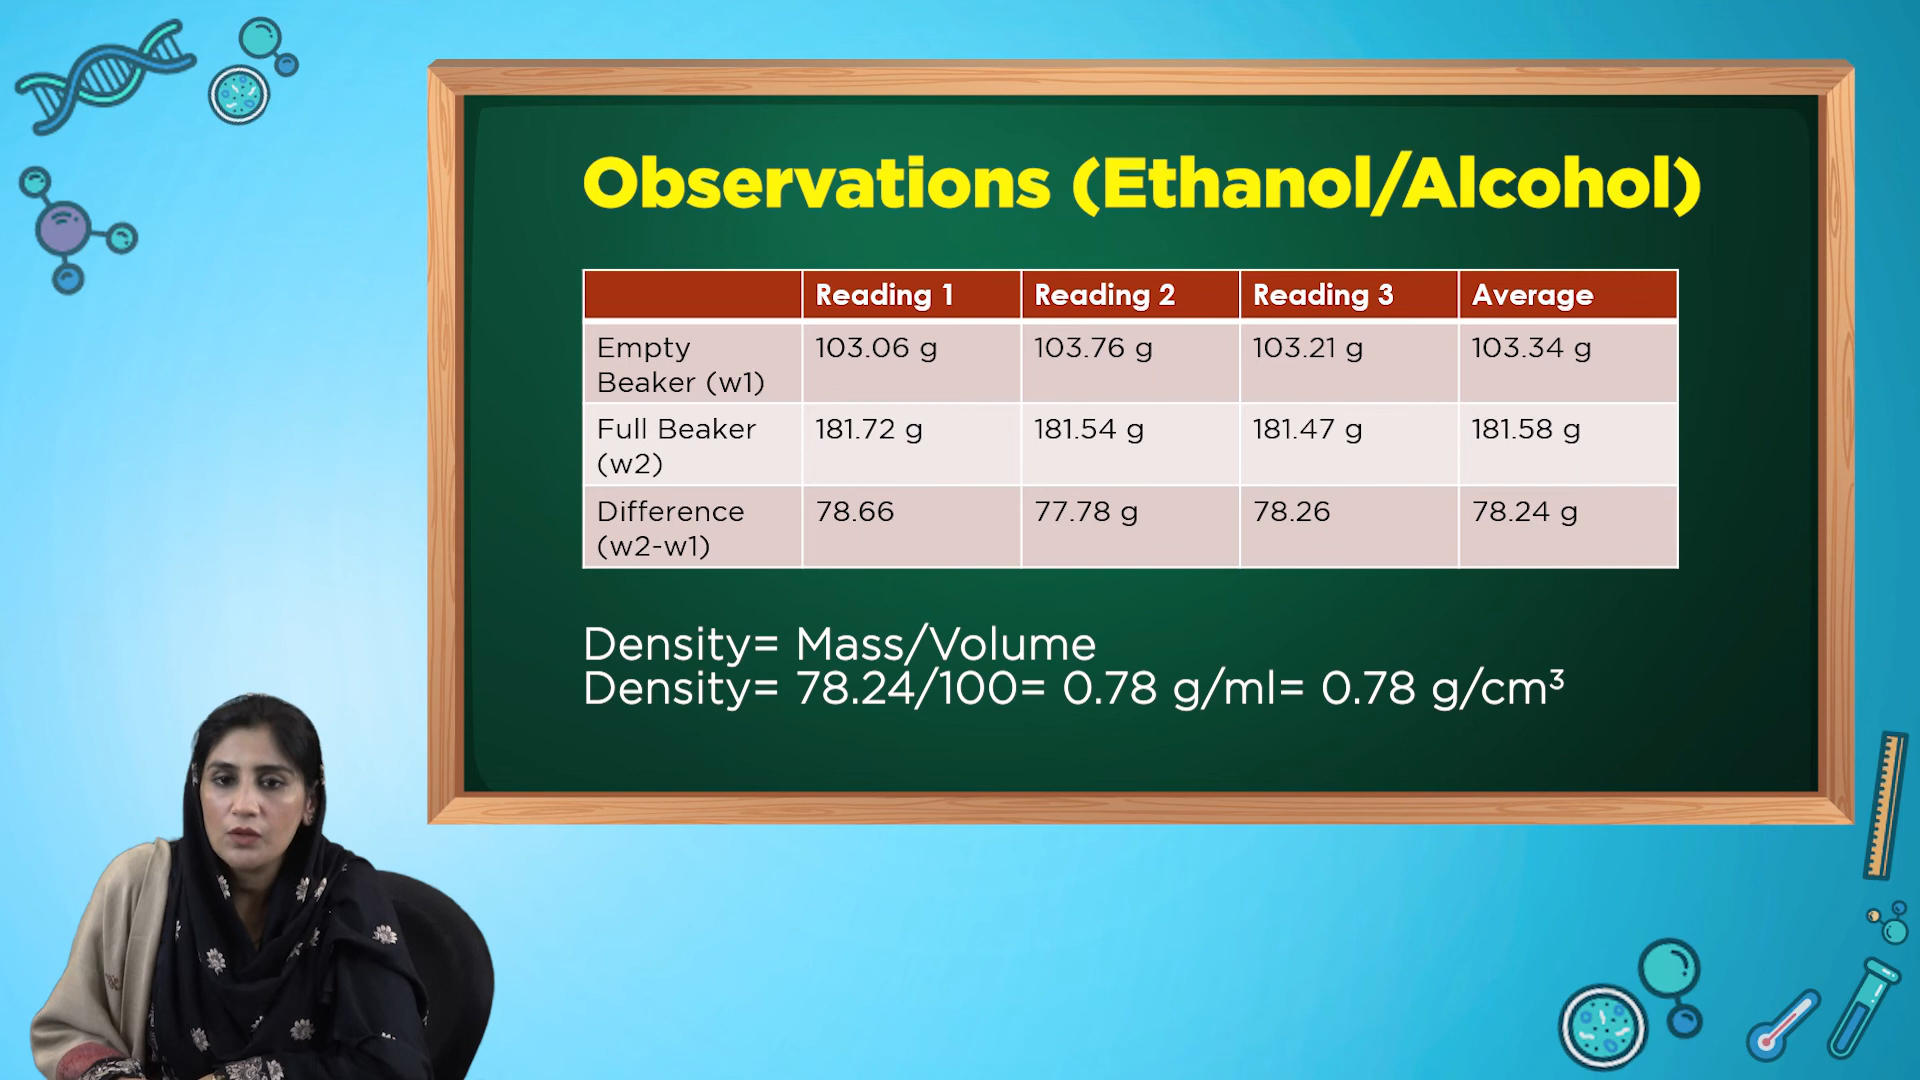 Observations (Ethanol/Alcohol)
Reading 1 Reading 2 Reading 3 Average
Empty Beaker (w1) 103.06 g 103.76 g 103.21 g 103.34 g
Full Beaker (w2) 181.72 g 181.54 g 181.47 g 181.58 g
Difference (w2-w1) 78.66 77.78 g 78.26 78.24 g
Density= Mass/Volume
Density= 78.24/100= 0.78 g/ml= 0.78 g/cm³